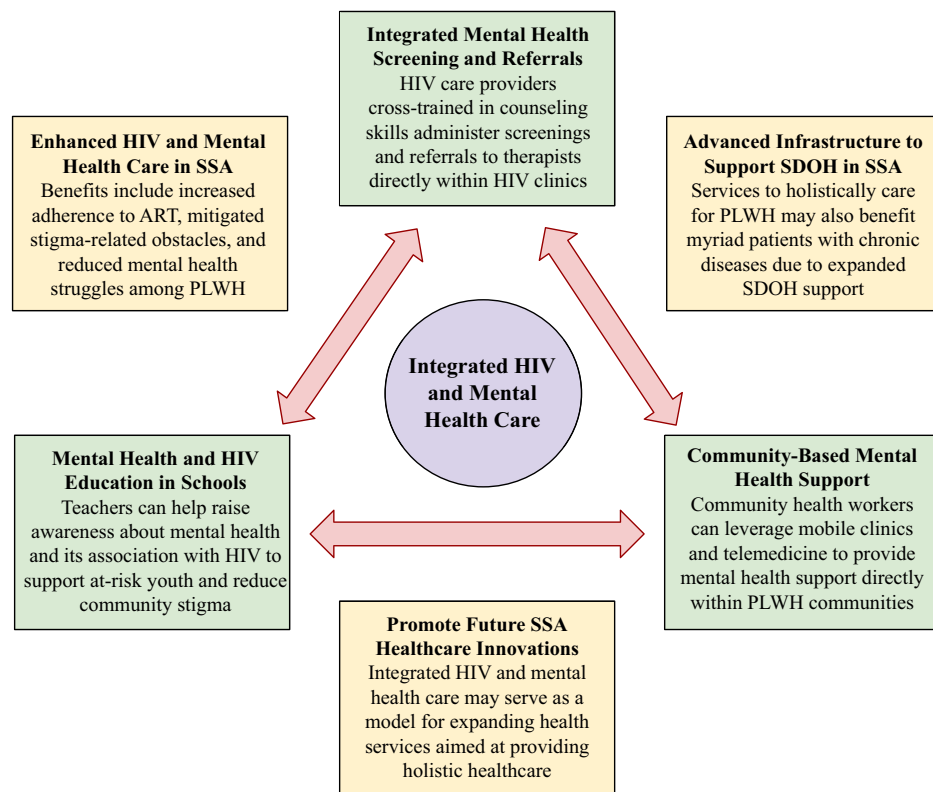 Integrated Mental Health
Screening and Referrals
HIV care providers
cross-trained in counseling
skills administer screenings
and referrals to therapists
directly within HIV clinics
Enhanced HIV and Mental
Health Care in SSA
Benefits include increased
adherence to ART, mitigated
stigma-related obstacles, and
reduced mental health
struggles among PLWH
Advanced Infrastructure to
Support SDOH in SSA
Services to holistically care
for PLWH may also benefit
myriad patients with chronic
diseases due to expanded
SDOH support
Integrated HIV
and Mental
Health Care
Mental Health and HIV
Education in Schools
Teachers can help raise
awareness about mental health
and its association with HIV to
support at-risk youth and reduce
community stigma
Community-Based Mental
Health Support
Community health workers
can leverage mobile clinics
and telemedicine to provide
mental health support directly
within PLWH communities
Promote Future SSA
Healthcare Innovations
Integrated HIV and mental
health care may serve as a
model for expanding health
services aimed at providing
holistic healthcare